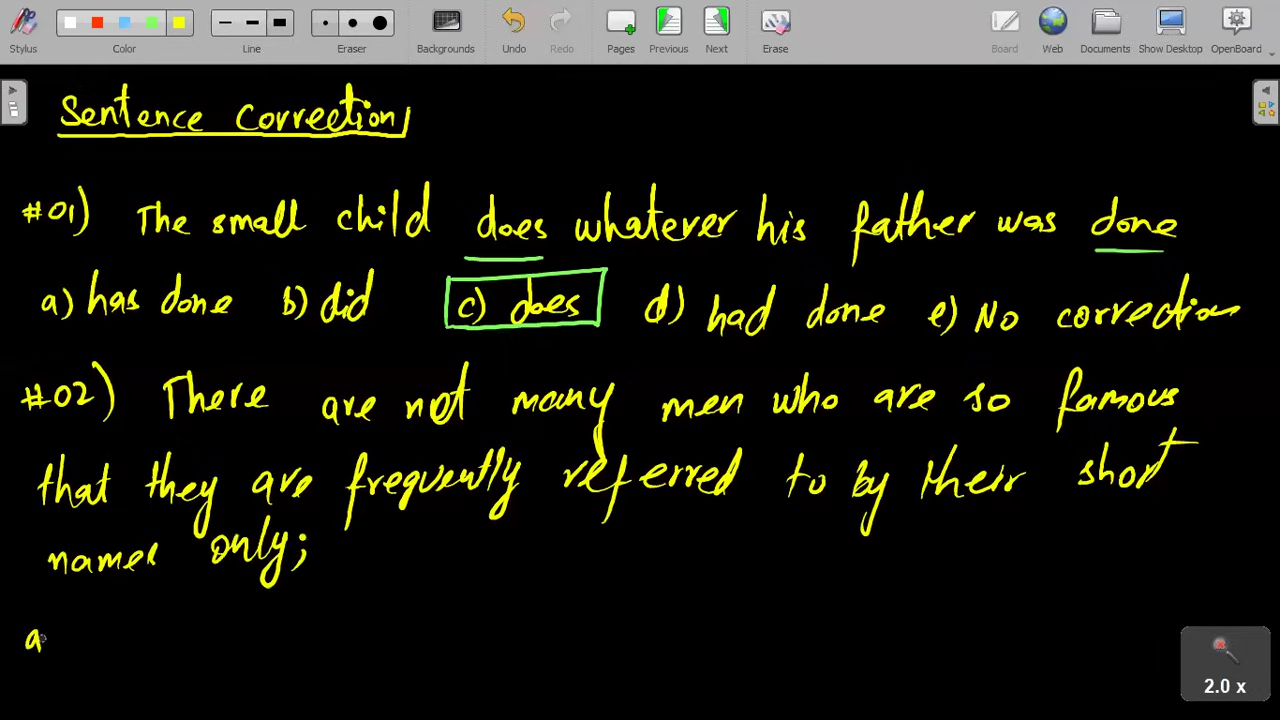 Stylus Color Line Eraser Backgrounds Undo Redo Pages Previous Next Erase Board Web Documents Show Desktop OpenBoard
Sentence Correction
#01) The small child does whatever his father was done
a) has done b) did c) does d) had done e) No correction
#02) There are not many men who are so famous
that they are frequently referred to by their short
names only;
a
2.0 x